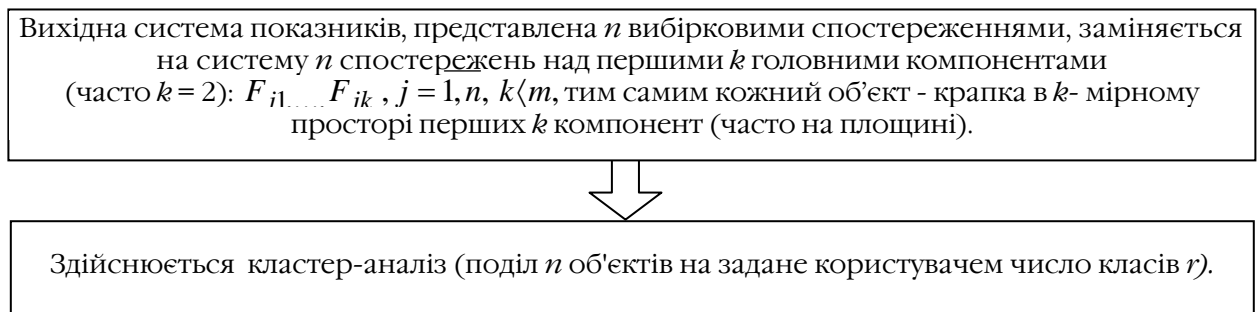 Вихідна система показників, представлена n вибірковими спостереженнями, заміняється
на систему n спостережень над першими k головними компонентами
(часто k = 2): F j1,...,F jk , j = 1, n, k⟨m, тим самим кожний об’єкт - крапка в k- мірному
просторі перших k компонент (часто на площині).
Здійснюється кластер-аналіз (поділ n об'єктів на задане користувачем число класів r).